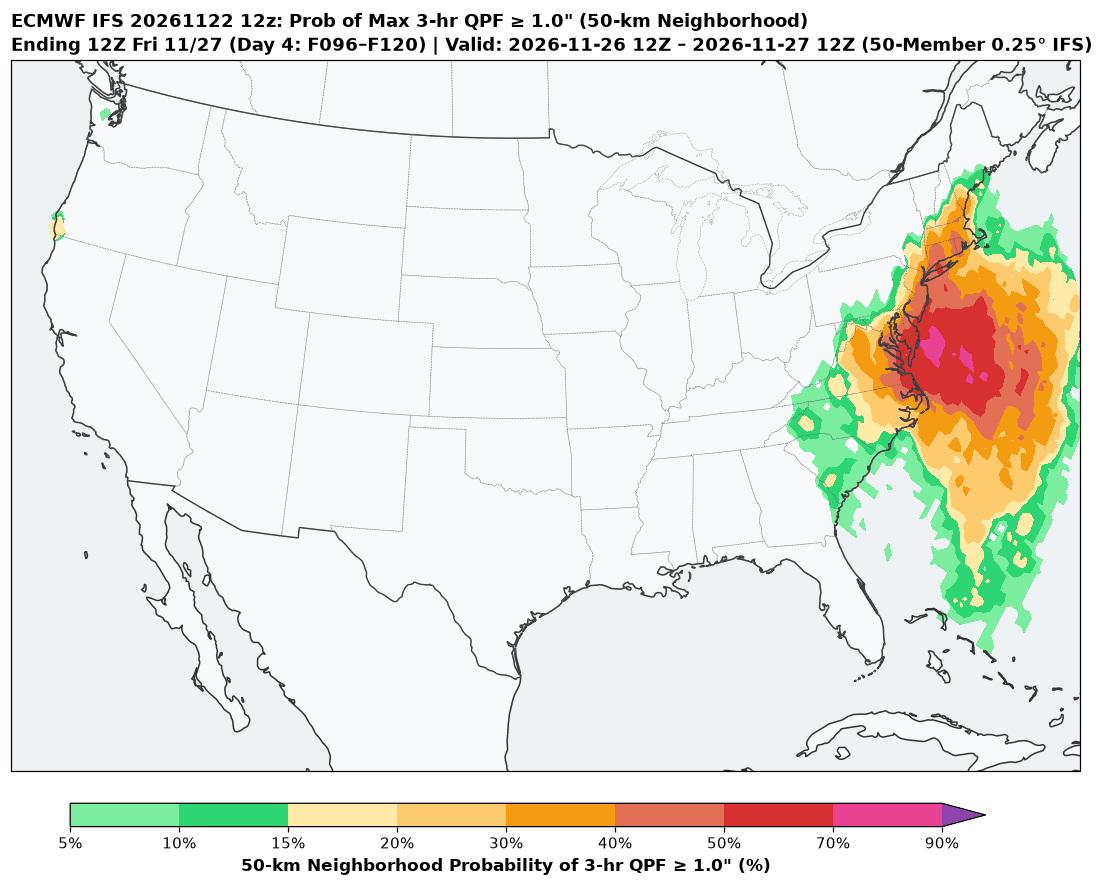 ECMWF IFS 20261122 12z: Prob of Max 3-hr QPF ≥ 1.0" (50-km Neighborhood)
Ending 12Z Fri 11/27 (Day 4: F096–F120) | Valid: 2026-11-26 12Z – 2026-11-27 12Z (50-Member 0.25° IFS)
5% 10% 15% 20% 30% 40% 50% 70% 90%
50-km Neighborhood Probability of 3-hr QPF ≥ 1.0" (%)